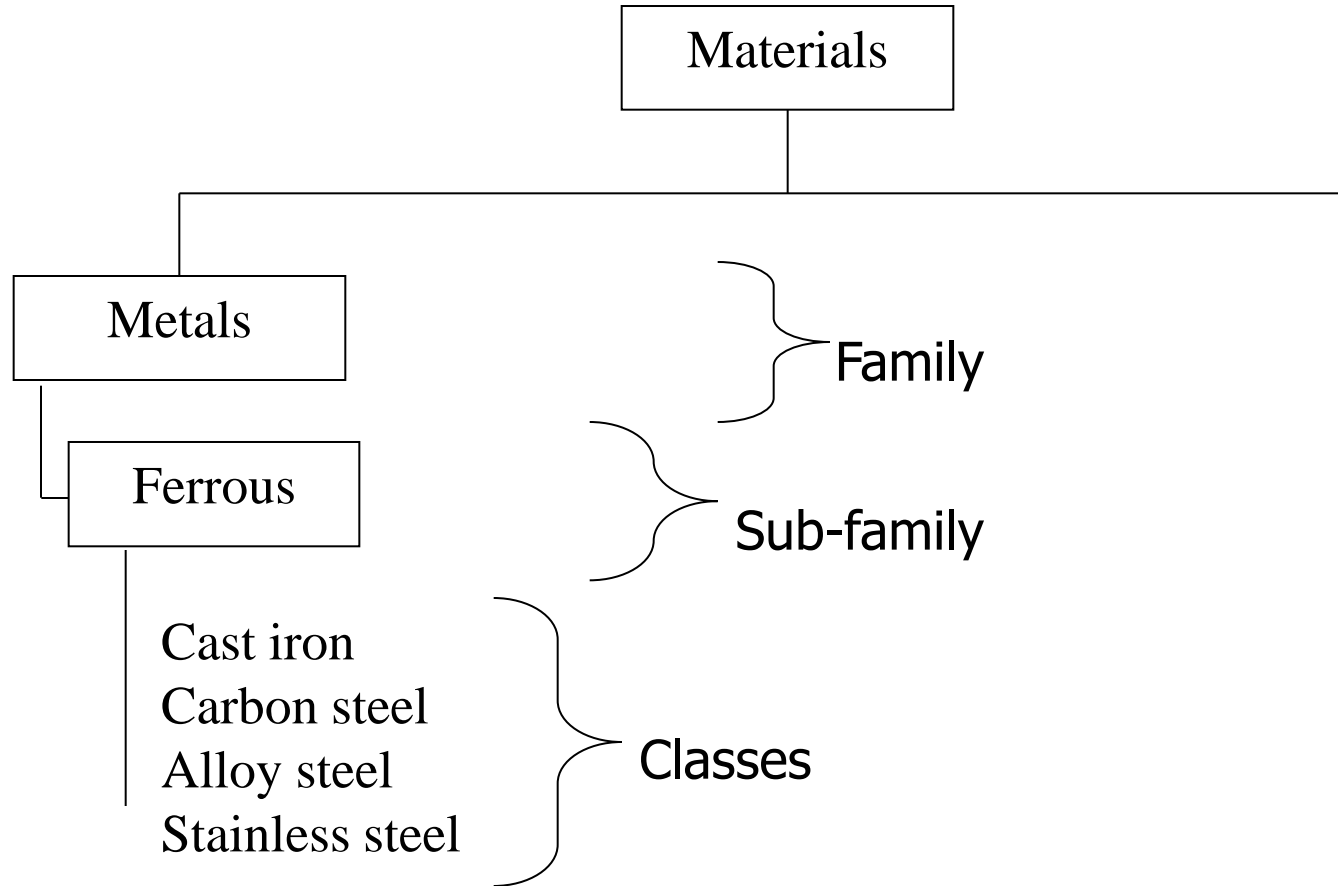 Materials
Metals
Family
Ferrous
Sub-family
Cast iron
Carbon steel
Alloy steel
Stainless steel
Classes